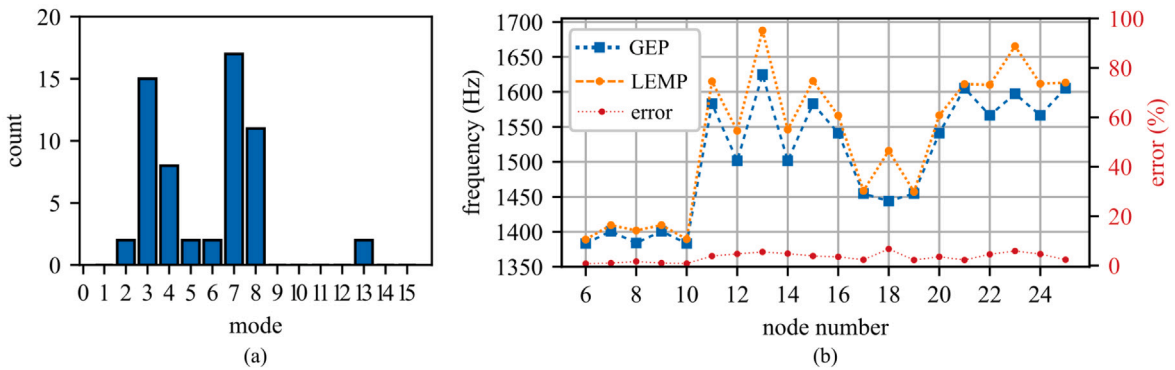 (a)
20
15
10
5
0
count
0 1 2 3 4 5 6 7 8 9 10 11 12 13 14 15
mode
(b)
1700
1650
1600
1550
1500
1450
1400
1350
frequency (Hz)
GEP
LEMP
error
100
80
60
40
20
0
error (%)
6 8 10 12 14 16 18 20 22 24
node number
(a)
(b)